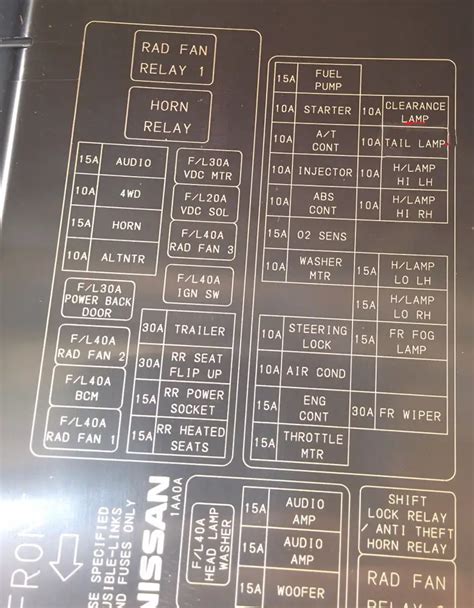 RAD FAN
RELAY 1
HORN
RELAY
15A AUDIO
10A 4WD
15A HORN
10A ALTNTR
F/L30A
VDC MTR
F/L20A
VDC SOL
F/L40A
RAD FAN 3
F/L40A
IGN SW
F/L30A
POWER BACK
DOOR
F/L40A
RAD FAN 2
F/L40A
BCM
F/L40A
RAD FAN 1
30A TRAILER
30A RR SEAT
FLIP UP
15A RR POWER
SOCKET
15A RR HEATED
SEATS
15A FUEL
PUMP
10A STARTER
10A A/T
CONT
10A INJECTOR
10A ABS
CONT
15A O2 SENS
10A WASHER
MTR
10A CLEARANCE
LAMP
10A TAIL LAMP
10A H/LAMP
HI LH
10A H/LAMP
HI RH
15A H/LAMP
LO LH
15A H/LAMP
LO RH
10A STEERING
LOCK
15A FR FOG
LAMP
10A AIR COND
15A ENG
CONT
30A FR WIPER
15A THROTTLE
MTR
NISSAN
1AA0A
SE SPECIFIED
USIBLE-LINKS
AND FUSES ONLY
FRON
F/L40A
HEAD LAMP
WASHER
15A AUDIO
AMP
15A AUDIO
AMP
15A WOOFER
SHIFT
LOCK RELAY
/ ANTI THEFT
HORN RELAY
RAD FAN
RELAY